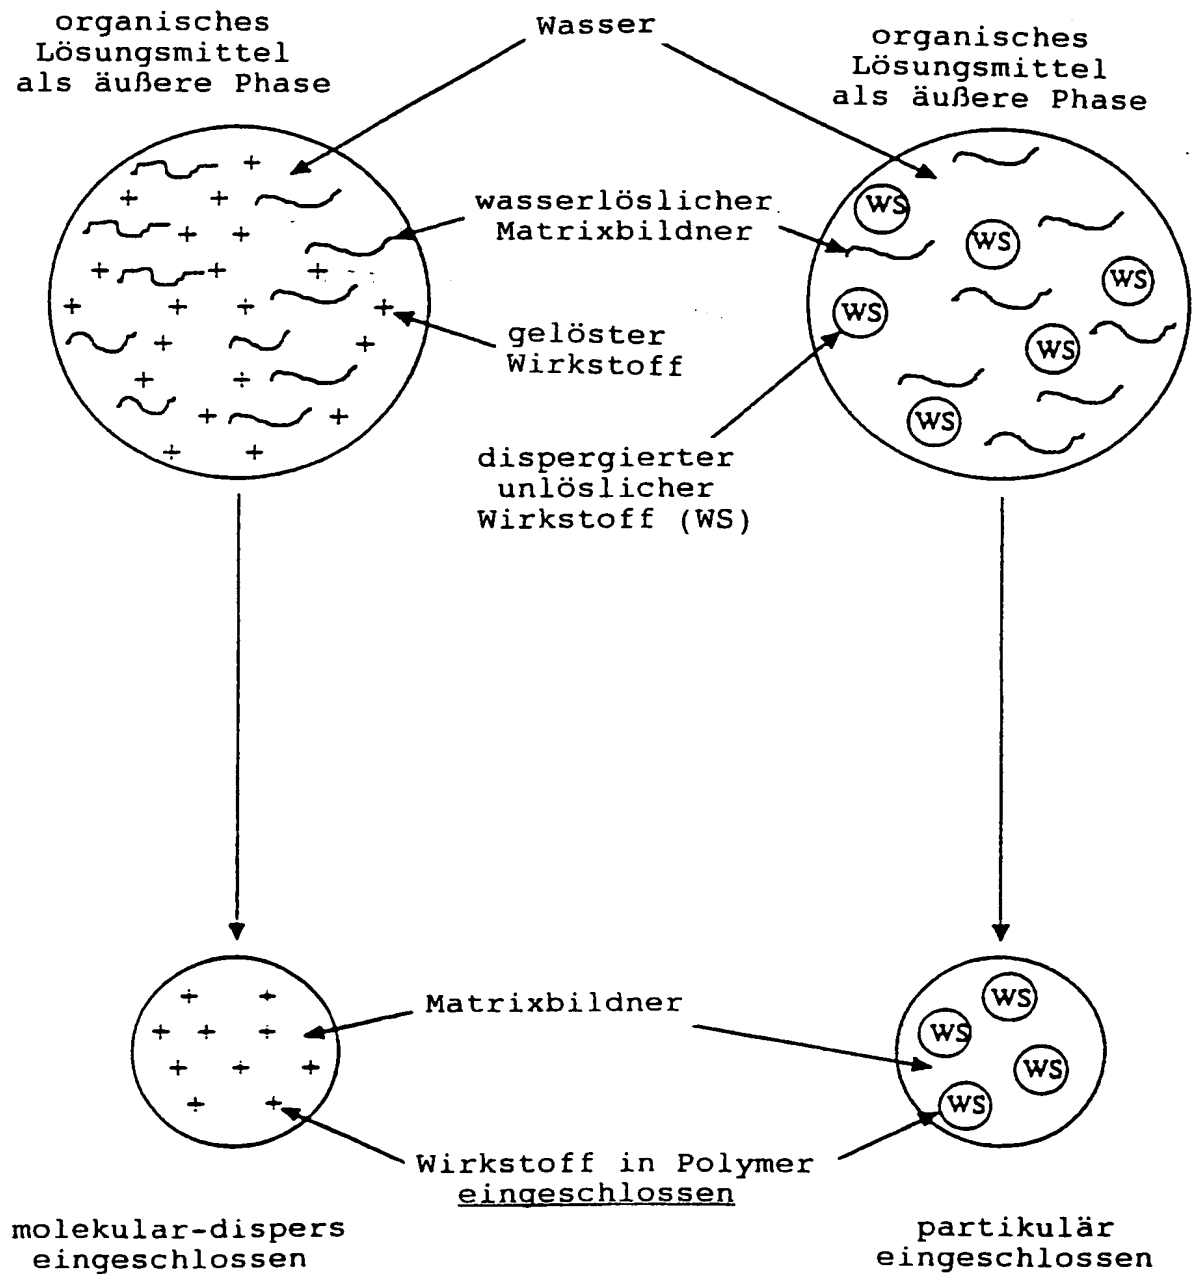 organisches
Lösungsmittel
als äußere Phase
Wasser
organisches
Lösungsmittel
als äußere Phase
wasserlöslicher
Matrixbildner
gelöster
Wirkstoff
dispergierter
unlöslicher
Wirkstoff (WS)
WS
WS
WS
WS
WS
WS
Matrixbildner
WS
WS
WS
WS
Wirkstoff in Polymer
eingeschlossen
molekular-dispers
eingeschlossen
partikulär
eingeschlossen